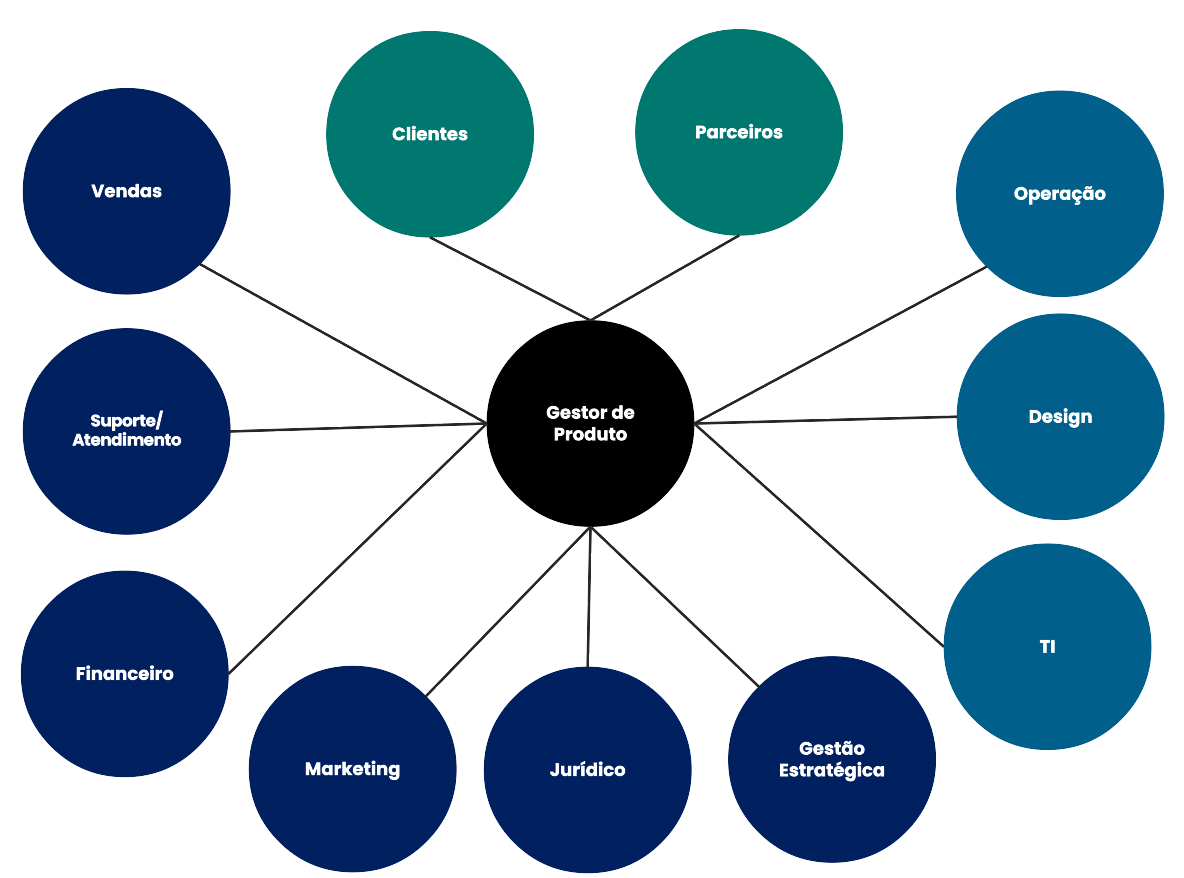 Clientes
Parceiros
Vendas
Operação
Gestor de
Produto
Suporte/
Atendimento
Design
Financeiro
TI
Marketing
Jurídico
Gestão
Estratégica